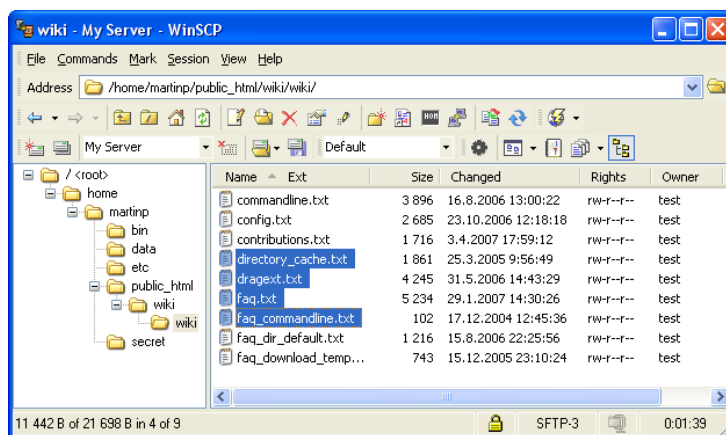 wiki - My Server - WinSCP
File Commands Mark Session View Help
Address /home/martinp/public_html/wiki/wiki/
My Server Default
/ <root>
home
martinp
bin
data
etc
public_html
wiki
wiki
secret
Name Ext Size Changed Rights Owner
commandline.txt 3 896 16.8.2006 13:00:22 rw-r--r-- test
config.txt 2 685 23.10.2006 12:18:18 rw-r--r-- test
contributions.txt 1 716 3.4.2007 17:59:12 rw-r--r-- test
directory_cache.txt 1 861 25.3.2005 9:56:49 rw-r--r-- test
dragext.txt 4 245 31.5.2006 14:43:29 rw-r--r-- test
faq.txt 5 234 29.1.2007 14:30:26 rw-r--r-- test
faq_commandline.txt 102 17.12.2004 12:45:36 rw-r--r-- test
faq_dir_default.txt 1 216 15.8.2006 22:25:56 rw-r--r-- test
faq_download_temp... 743 15.12.2005 23:10:24 rw-r--r-- test
11 442 B of 21 698 B in 4 of 9 SFTP-3 0:01:39